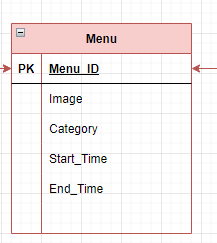 Menu
PK Menu_ID
Image
Category
Start_Time
End_Time